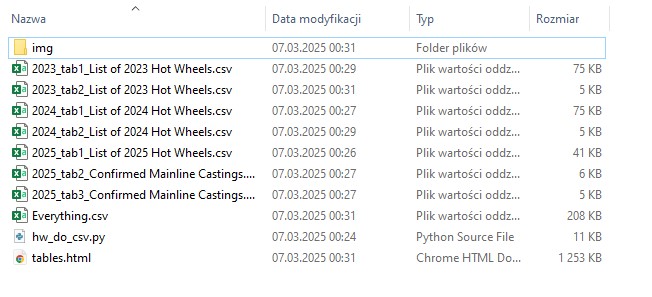 Nazwa Data modyfikacji Typ Rozmiar
img 07.03.2025 00:31 Folder plików
2023_tab1_List of 2023 Hot Wheels.csv 07.03.2025 00:29 Plik wartości oddz... 75 KB
2023_tab2_List of 2023 Hot Wheels.csv 07.03.2025 00:31 Plik wartości oddz... 5 KB
2024_tab1_List of 2024 Hot Wheels.csv 07.03.2025 00:27 Plik wartości oddz... 75 KB
2024_tab2_List of 2024 Hot Wheels.csv 07.03.2025 00:29 Plik wartości oddz... 5 KB
2025_tab1_List of 2025 Hot Wheels.csv 07.03.2025 00:26 Plik wartości oddz... 41 KB
2025_tab2_Confirmed Mainline Castings.... 07.03.2025 00:27 Plik wartości oddz... 6 KB
2025_tab3_Confirmed Mainline Castings.... 07.03.2025 00:27 Plik wartości oddz... 5 KB
Everything.csv 07.03.2025 00:31 Plik wartości oddz... 208 KB
hw_do_csv.py 07.03.2025 00:24 Python Source File 11 KB
tables.html 07.03.2025 00:31 Chrome HTML Do... 1 253 KB